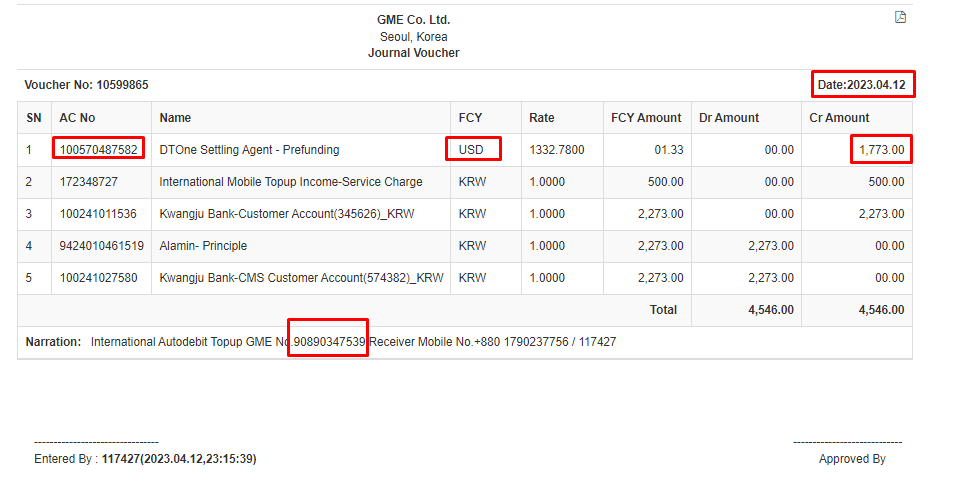 GME Co. Ltd.
Seoul, Korea
Journal Voucher
Voucher No: 10599865 Date:2023.04.12
SN AC No Name FCY Rate FCY Amount Dr Amount Cr Amount
1 100570487582 DTOne Settling Agent - Prefunding USD 1332.7800 01.33 00.00 1,773.00
2 172348727 International Mobile Topup Income-Service Charge KRW 1.0000 500.00 00.00 500.00
3 100241011536 Kwangju Bank-Customer Account(345626)_KRW KRW 1.0000 2,273.00 00.00 2,273.00
4 9424010461519 Alamin- Principle KRW 1.0000 2,273.00 2,273.00 00.00
5 100241027580 Kwangju Bank-CMS Customer Account(574382)_KRW KRW 1.0000 2,273.00 2,273.00 00.00
Total 4,546.00 4,546.00
Narration: International Autodebit Topup GME No.90890347539 Receiver Mobile No.+880 1790237756 / 117427
-------------------------------- ----------------------------
Entered By : 117427(2023.04.12,23:15:39) Approved By